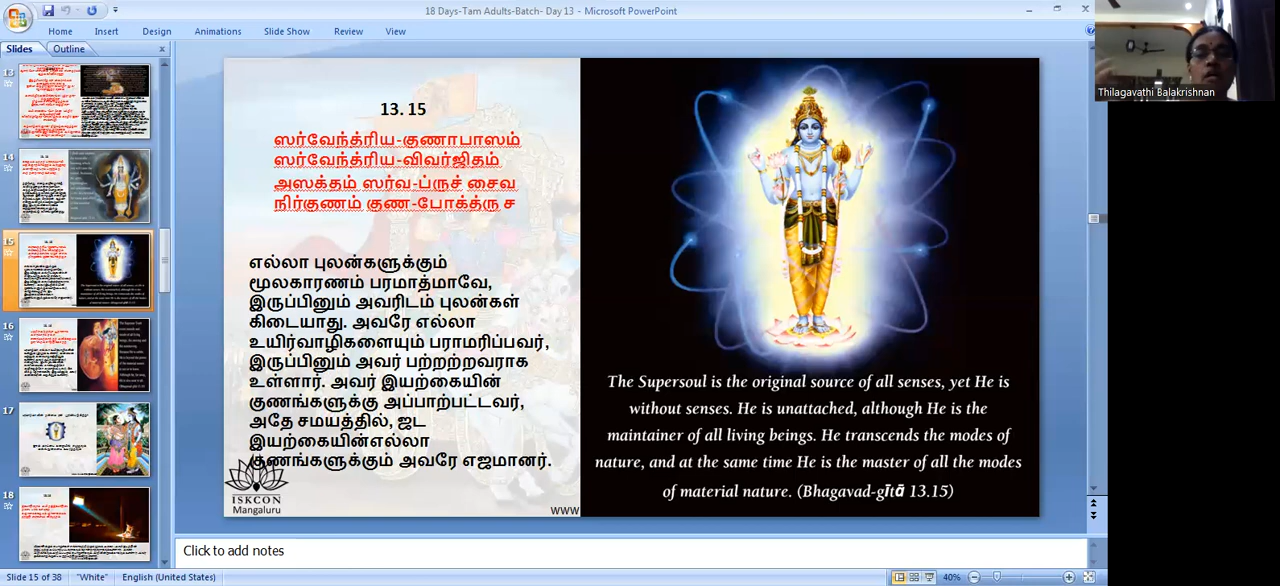 18 Days-Tam Adults-Batch- Day 13 - Microsoft PowerPoint
Home Insert Design Animations Slide Show Review View
Slides Outline
Thilagavathi Balakrishnan
13
14
15
16
17
18
13. 15
ஸர்வேந்த்ரிய-குணாபாஸம்
ஸர்வேந்த்ரிய-விவர்ஜிதம்
அஸக்தம் ஸர்வ-ப்ருச் சைவ
நிர்குணம் குண-போக்த்ரு ச
எல்லா புலன்களுக்கும்
மூலகாரணம் பரமாத்மாவே,
இருப்பினும் அவரிடம் புலன்கள்
கிடையாது. அவரே எல்லா
உயிர்வாழிகளையும் பராமரிப்பவர்,
இருப்பினும் அவர் பற்றற்றவராக
உள்ளார். அவர் இயற்கையின்
குணங்களுக்கு அப்பாற்பட்டவர்,
அதே சமயத்தில், ஜட
இயற்கையின்எல்லா
குணங்களுக்கும் அவரே எஜமானர்.
ISKCON
Mangaluru
www
The Supersoul is the original source of all senses, yet He is
without senses. He is unattached, although He is the
maintainer of all living beings. He transcends the modes of
nature, and at the same time He is the master of all the modes
of material nature. (Bhagavad-gītā 13.15)
Click to add notes
Slide 15 of 38 "White" English (United States) 40%